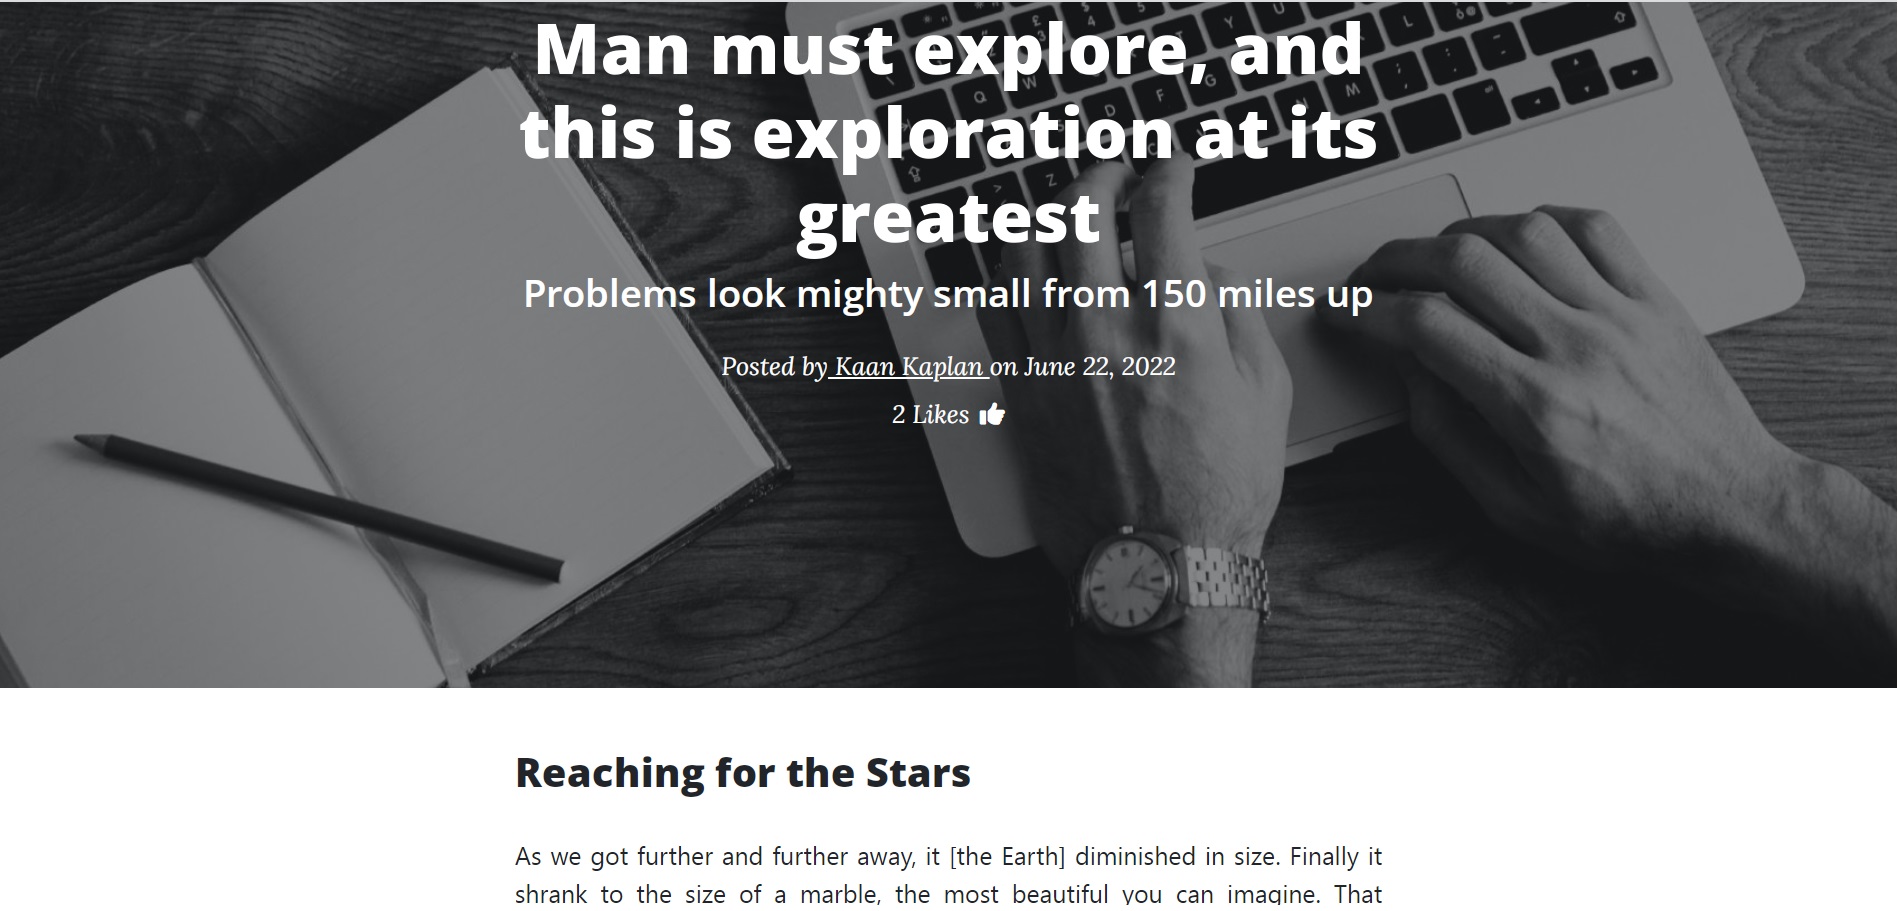 Man must explore, and
this is exploration at its
greatest
Problems look mighty small from 150 miles up
Posted by Kaan Kaplan on June 22, 2022
2 Likes
Reaching for the Stars
As we got further and further away, it [the Earth] diminished in size. Finally it
shrank to the size of a marble, the most beautiful you can imagine. That